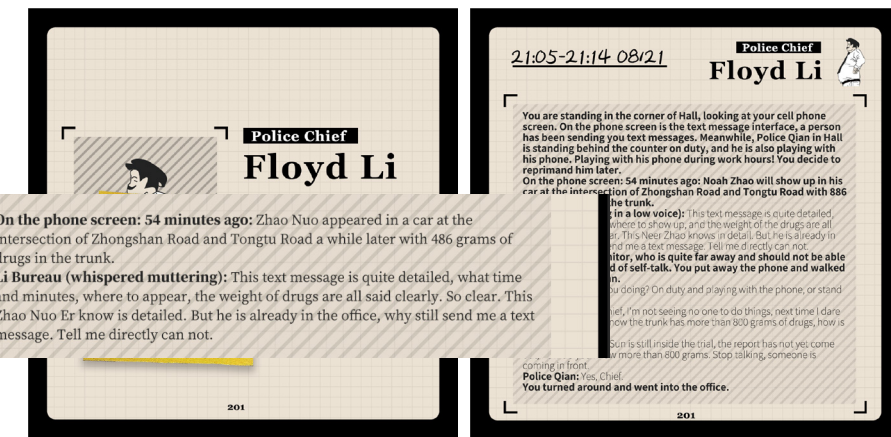 Police Chief
Floyd Li
201
On the phone screen: 54 minutes ago: Zhao Nuo appeared in a car at the
intersection of Zhongshan Road and Tongtu Road a while later with 486 grams of
drugs in the trunk.
Li Bureau (whispered muttering): This text message is quite detailed, what time
and minutes, where to appear, the weight of drugs are all said clearly. So clear. This
Zhao Nuo Er know is detailed. But he is already in the office, why still send me a text
message. Tell me directly can not.
21:05-21:14 08/21
Police Chief
Floyd Li
You are standing in the corner of Hall, looking at your cell phone
screen. On the phone screen is the text message interface, a person
has been sending you text messages. Meanwhile, Police Qian in Hall
is standing behind the counter on duty, and he is also playing with
his phone. Playing with his phone during work hours! You decide to
reprimand him later.
On the phone screen: 54 minutes ago: Noah Zhao will show up in his
car at the intersection of Zhongshan Road and Tongtu Road with 886
the trunk.
g in a low voice): This text message is quite detailed,
where to show up, and the weight of the drugs are all
ar. This Neer Zhao knows in detail. But he is already in
end me a text message. Tell me directly can not.
nitor, who is quite far away and should not be able
d of self-talk. You put away the phone and walked
n.
ou doing? On duty and playing with the phone, or stand
hief, I'm not seeing no one to do things, next time I dare
now the trunk has more than 800 grams of drugs, how is
Sun is still inside the trial, the report has not yet come
w more than 800 grams. Stop talking, someone is
coming in front.
Police Qian: Yes, Chief.
You turned around and went into the office.
201